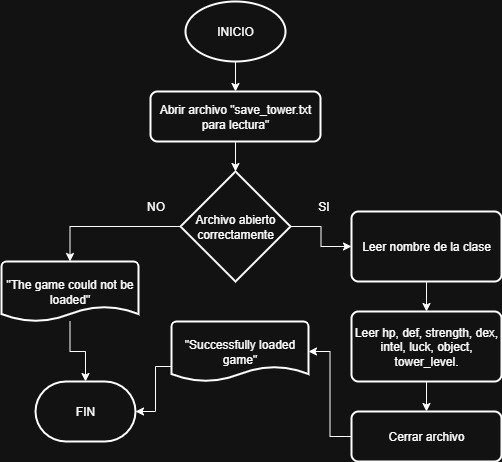 INICIO
Abrir archivo "save_tower.txt
para lectura"
NO
SI
Archivo abierto
correctamente
Leer nombre de la clase
"The game could not be
loaded"
Leer hp, def, strength, dex,
intel, luck, object,
tower_level.
"Successfully loaded
game"
FIN
Cerrar archivo